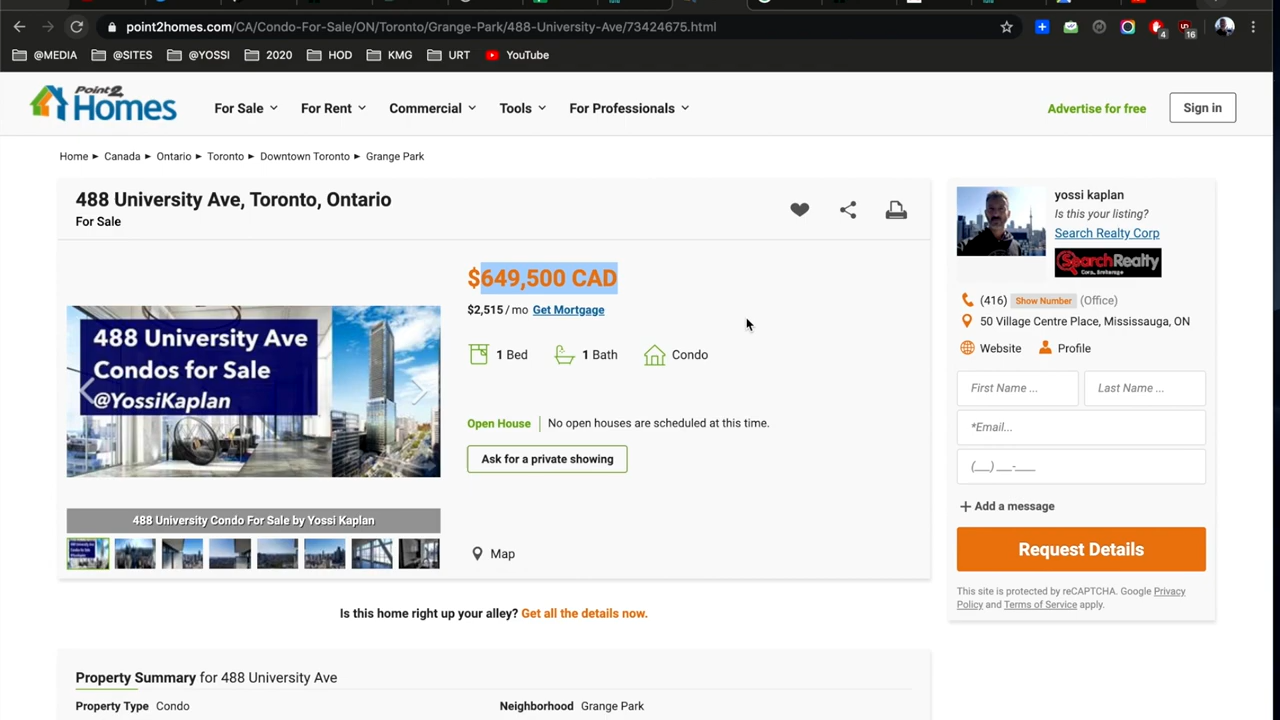 point2homes.com/CA/Condo-For-Sale/ON/Toronto/Grange-Park/488-University-Ave/73424675.html
4
16
@MEDIA @SITES @YOSSI 2020 HOD KMG URT YouTube
Point2 Homes
For Sale For Rent Commercial Tools For Professionals
Advertise for free
Sign in
Home ► Canada ► Ontario ► Toronto ► Downtown Toronto ► Grange Park
488 University Ave, Toronto, Ontario
For Sale
$649,500 CAD
$2,515 / mo Get Mortgage
1 Bed 1 Bath Condo
Open House No open houses are scheduled at this time.
Ask for a private showing
Map
488 University Ave
Condos for Sale
@YossiKaplan
488 University Condo For Sale by Yossi Kaplan
Is this home right up your alley? Get all the details now.
Property Summary for 488 University Ave
Property Type Condo
Neighborhood Grange Park
yossi kaplan
Is this your listing?
Search Realty Corp
SearchRealty
Corp., Brokerage
(416) Show Number (Office)
50 Village Centre Place, Mississauga, ON
Website Profile
First Name ... Last Name ...
*Email...
(___) ___-____
+ Add a message
Request Details
This site is protected by reCAPTCHA. Google Privacy
Policy and Terms of Service apply.